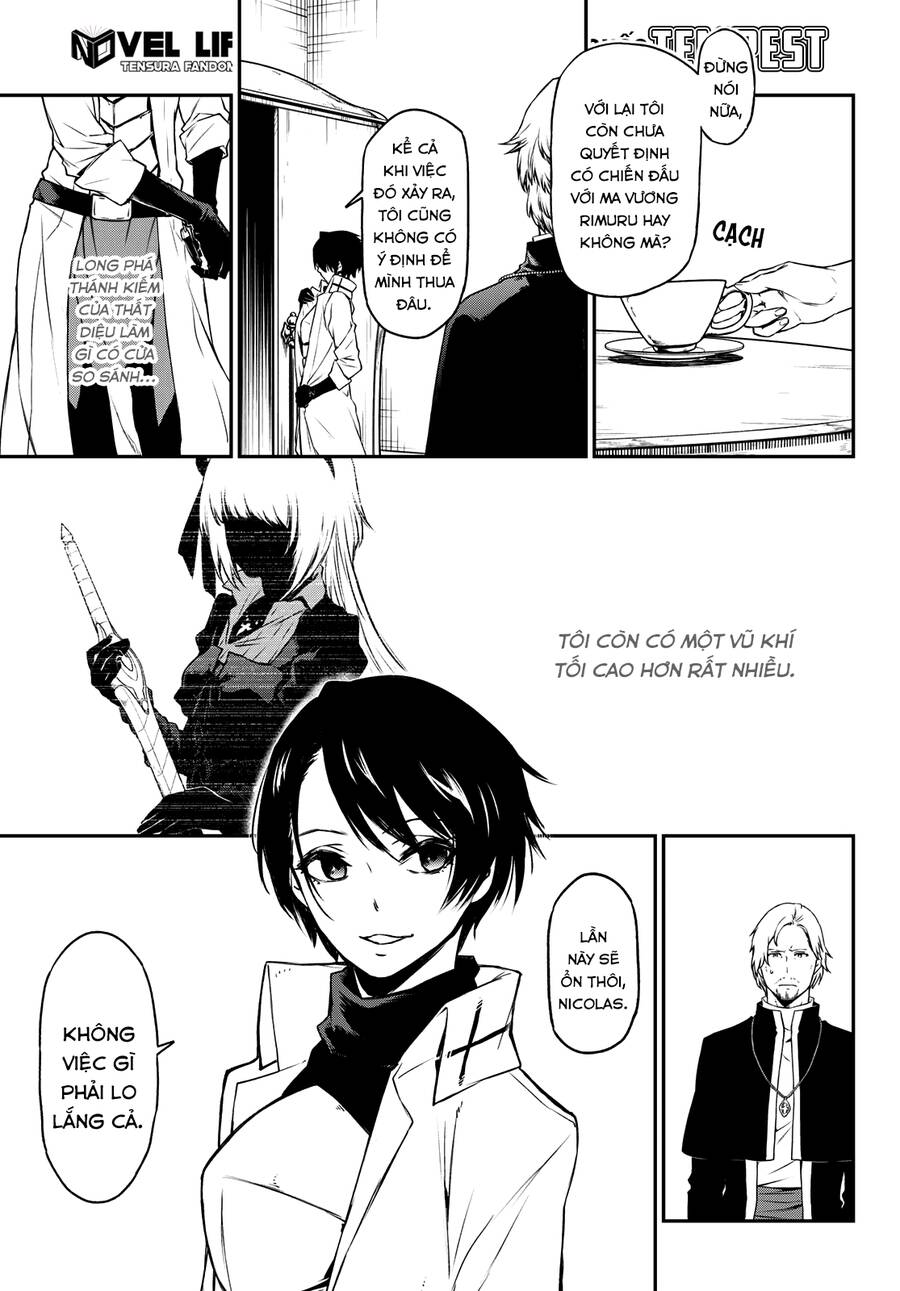 NOVEL LIF
TENSURA FANDOM
TEMPEST
ĐỪNG
NÓI
NỮA,
VỚI LẠI TÔI
CÒN CHƯA
QUYẾT ĐỊNH
CÓ CHIẾN ĐẤU
VỚI MA VƯƠNG
RIMURU HAY
KHÔNG MÀ?
CẠCH
KỂ CẢ
KHI VIỆC
ĐÓ XẢY RA,
TÔI CŨNG
KHÔNG CÓ
Ý ĐỊNH ĐỂ
MÌNH THUA
ĐÂU.
LONG PHÁ
THÁNH KIẾM
CỦA THẤT
DIỆU LÀM
GÌ CÓ CỬA
SO SÁNH...
TÔI CÒN CÓ MỘT VŨ KHÍ
TỐI CAO HƠN RẤT NHIỀU.
LẦN
NÀY SẼ
ỔN THÔI,
NICOLAS.
KHÔNG
VIỆC GÌ
PHẢI LO
LẮNG CẢ.